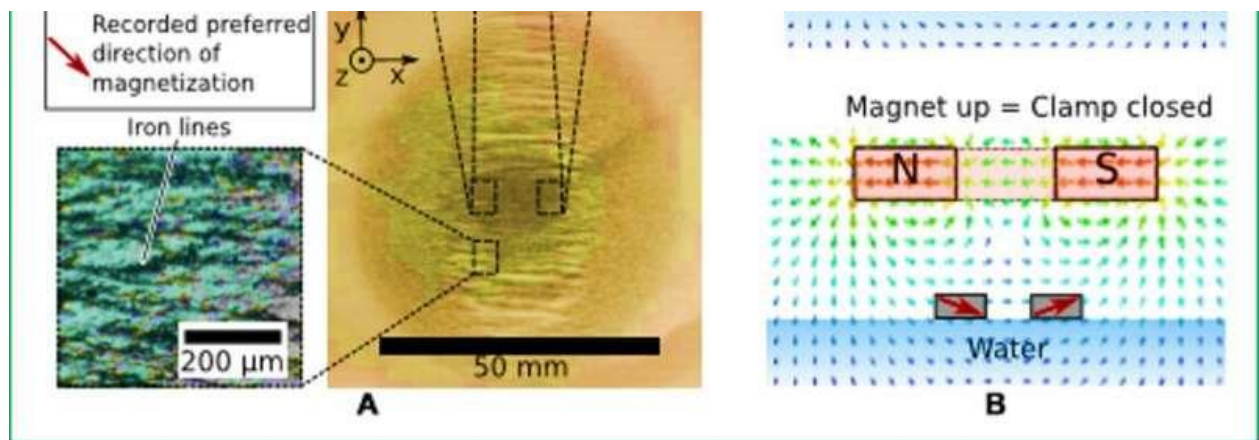 Recorded preferred
direction of
magnetization
Iron lines
200 µm
y
z
x
50 mm
A
Magnet up = Clamp closed
N
S
Water
B